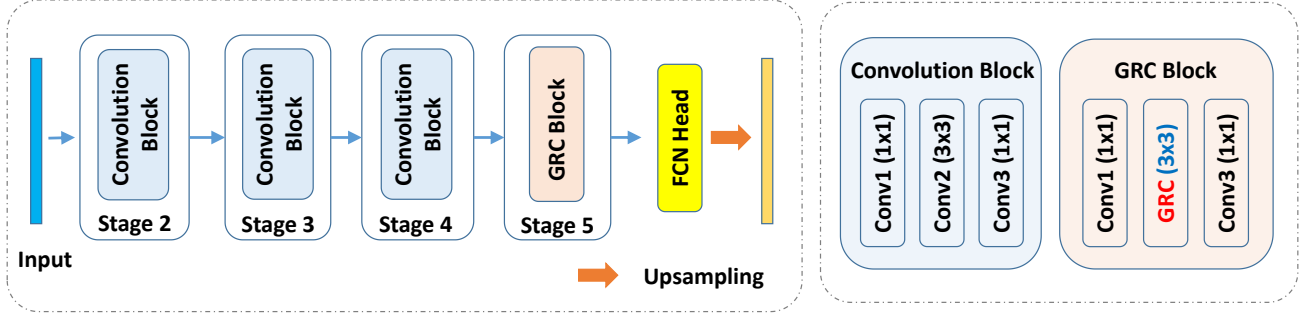 Input
Convolution
Block
Stage 2
Convolution
Block
Stage 3
Convolution
Block
Stage 4
GRC Block
Stage 5
FCN Head
Upsampling
Convolution Block
Conv1 (1x1)
Conv2 (3x3)
Conv3 (1x1)
GRC Block
Conv1 (1x1)
GRC (3x3)
Conv3 (1x1)